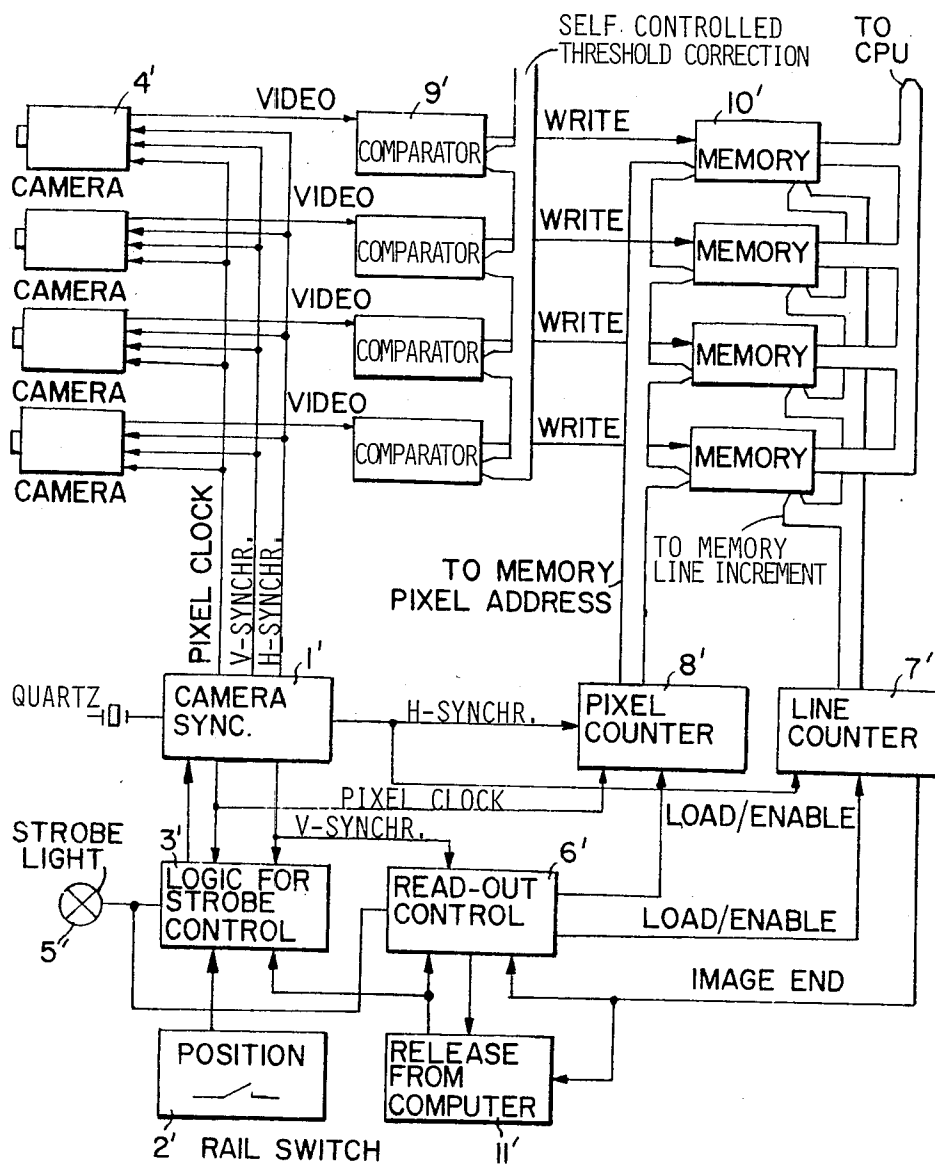 SELF CONTROLLED
THRESHOLD CORRECTION
TO
CPU
4'
VIDEO
9'
COMPARATOR
WRITE
10'
MEMORY
CAMERA
VIDEO
COMPARATOR
WRITE
MEMORY
CAMERA
VIDEO
COMPARATOR
WRITE
MEMORY
CAMERA
VIDEO
COMPARATOR
WRITE
MEMORY
CAMERA
PIXEL CLOCK
V-SYNCHR.
H-SYNCHR.
TO MEMORY
PIXEL ADDRESS
TO MEMORY
LINE INCREMENT
1'
8'
7'
QUARTZ
CAMERA
SYNC.
H-SYNCHR.
PIXEL
COUNTER
LINE
COUNTER
PIXEL CLOCK
LOAD/ENABLE
V-SYNCHR.
STROBE
LIGHT
3'
6'
5"
LOGIC FOR
STROBE
CONTROL
READ-OUT
CONTROL
LOAD/ENABLE
IMAGE END
POSITION
RELEASE
FROM
COMPUTER
2' RAIL SWITCH
11'